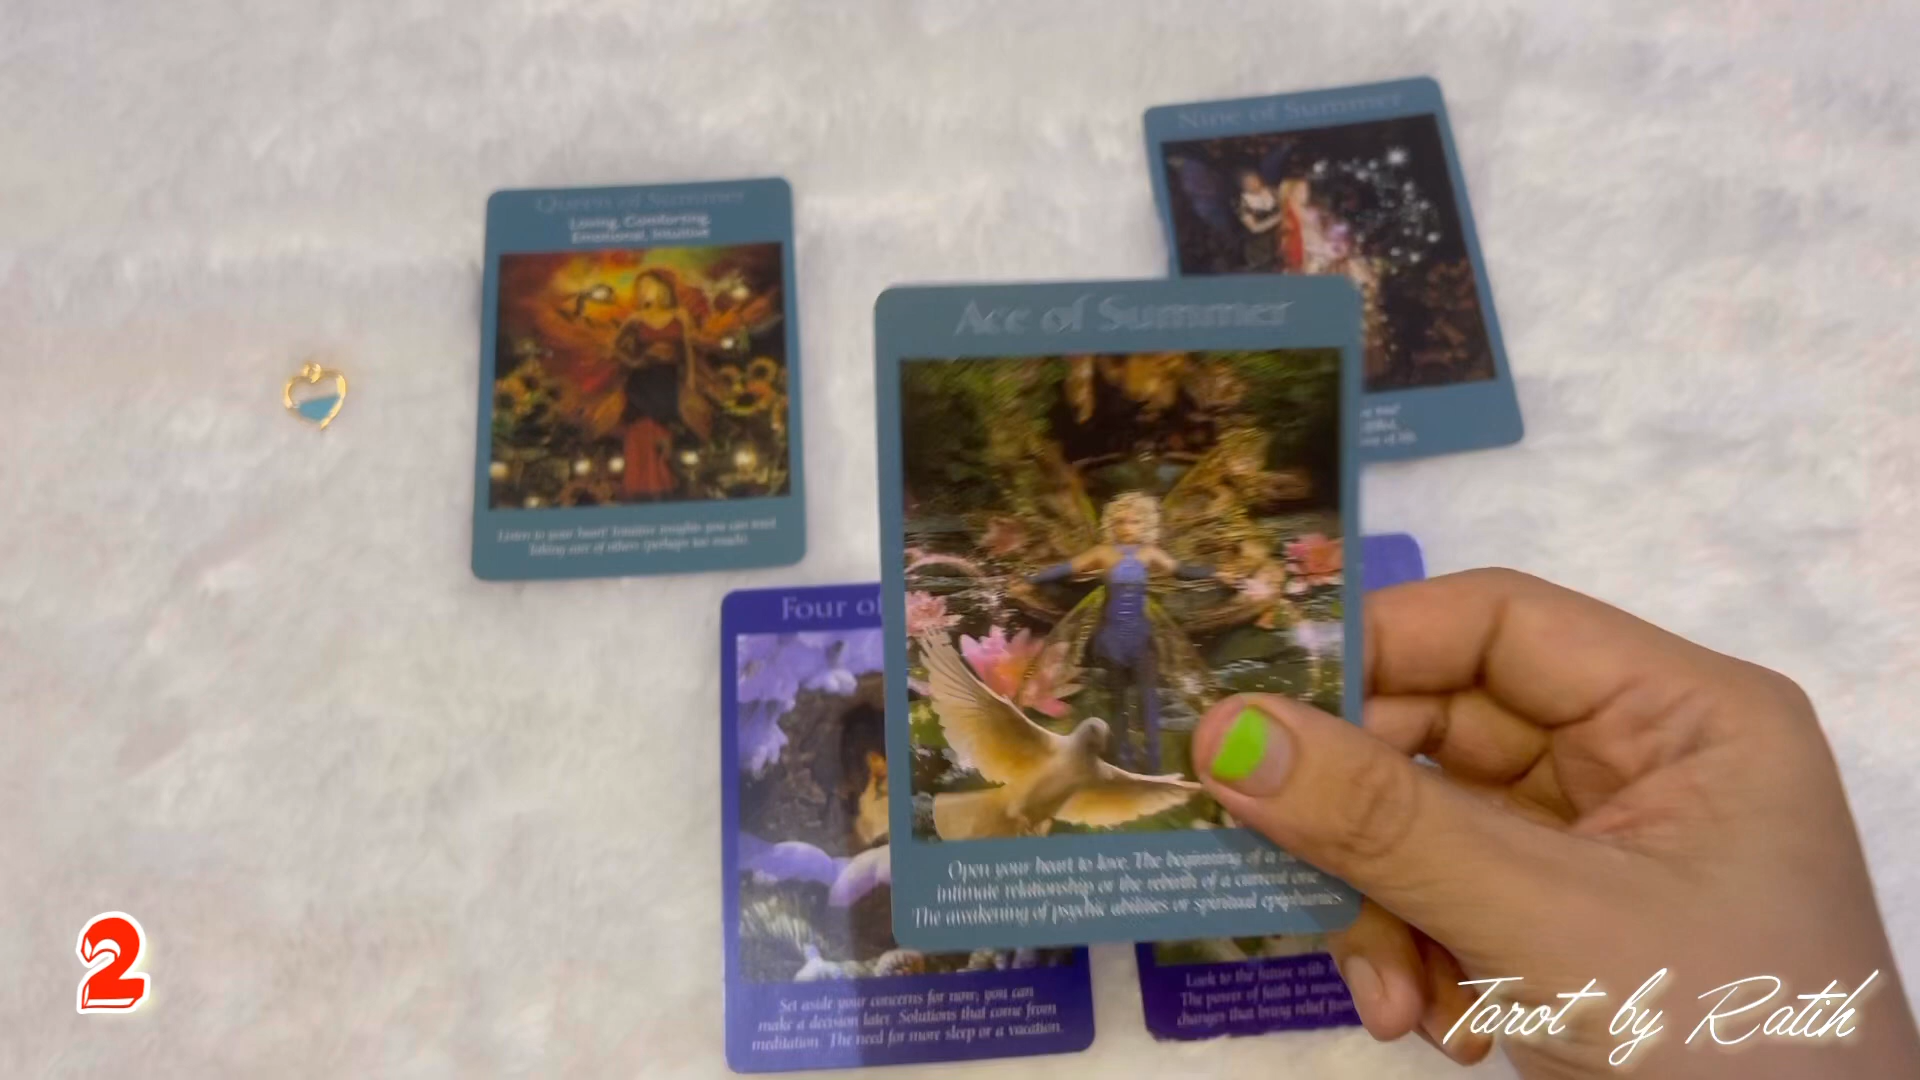 Nine of Summer
Queen of Summer
Loving, Comforting,
Emotional, Intuitive
Ace of Summer
Listen to your heart! Intuitive insights you can trust.
Taking care of others (perhaps too much).
Four of
Open your heart to love. The beginning of a
intimate relationship or the rebirth of a current one
The awakening of psychic abilities or spiritual epiphanies
Set aside your concerns for now; you can
make a decision later. Solutions that come from
meditation. The need for more sleep or a vacation.
Look to the future with
The power of faith to
changes that bring relief
2
Tarot by Ratih